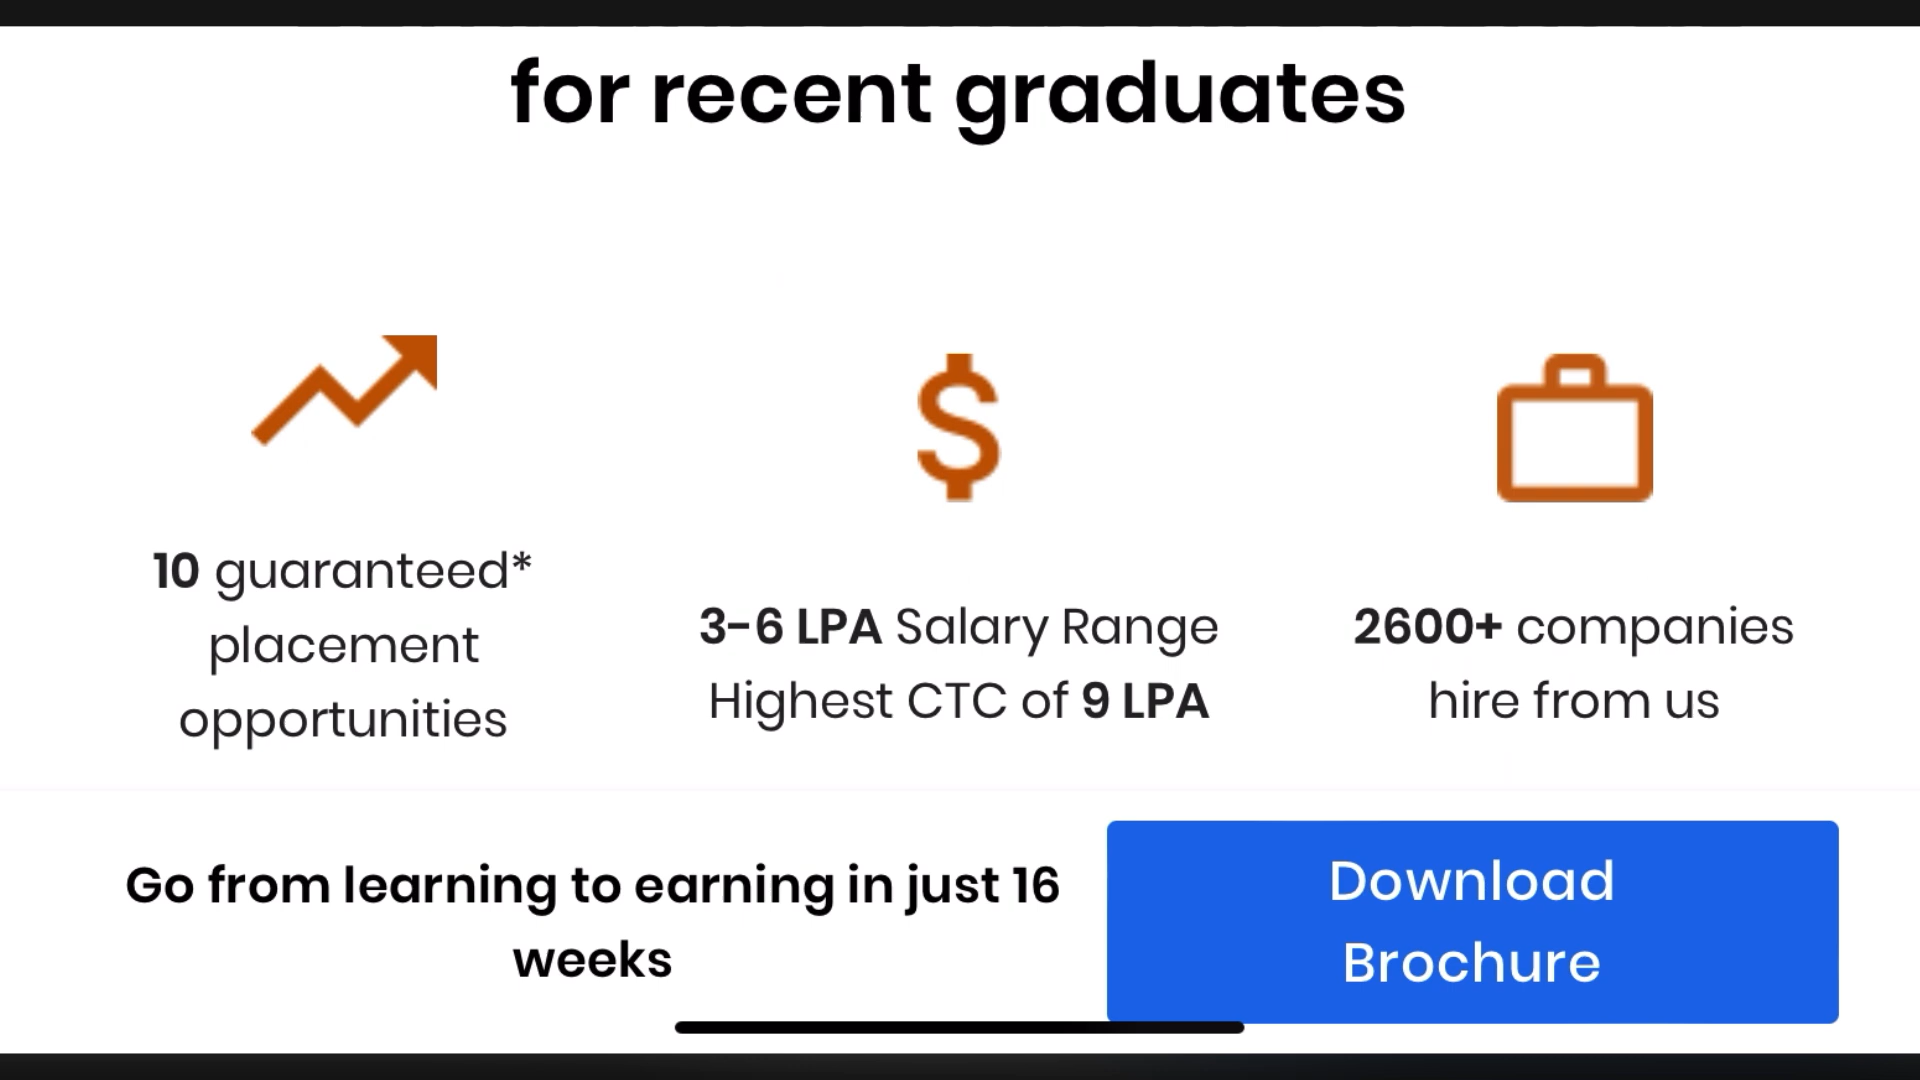 for recent graduates
10 guaranteed*
placement
opportunities
3-6 LPA Salary Range
Highest CTC of 9 LPA
2600+ companies
hire from us
Go from learning to earning in just 16
weeks
Download
Brochure